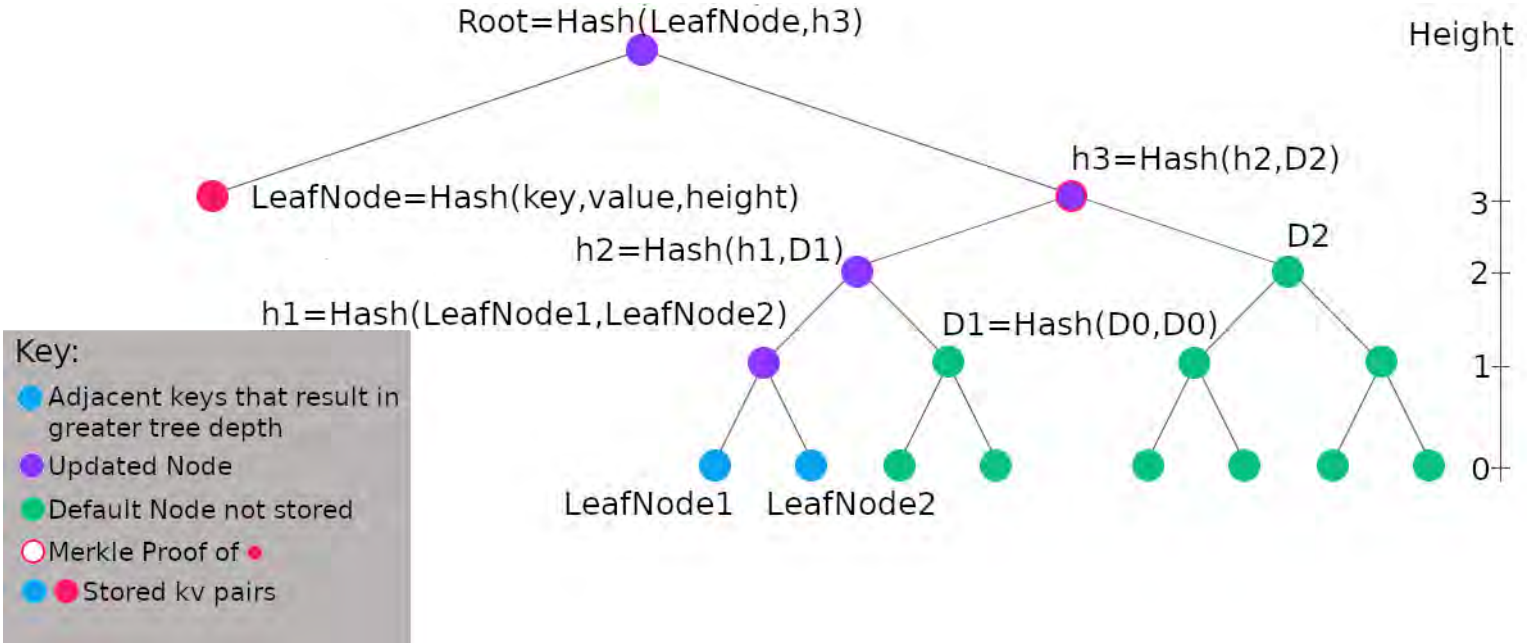 Root=Hash(LeafNode,h3)
Height
h3=Hash(h2,D2)
LeafNode=Hash(key,value,height)
3
D2
h2=Hash(h1,D1)
2
h1=Hash(LeafNode1,LeafNode2)
D1=Hash(D0,D0)
1
0
LeafNode1
LeafNode2
Key:
Adjacent keys that result in
greater tree depth
Updated Node
Default Node not stored
Merkle Proof of
Stored kv pairs